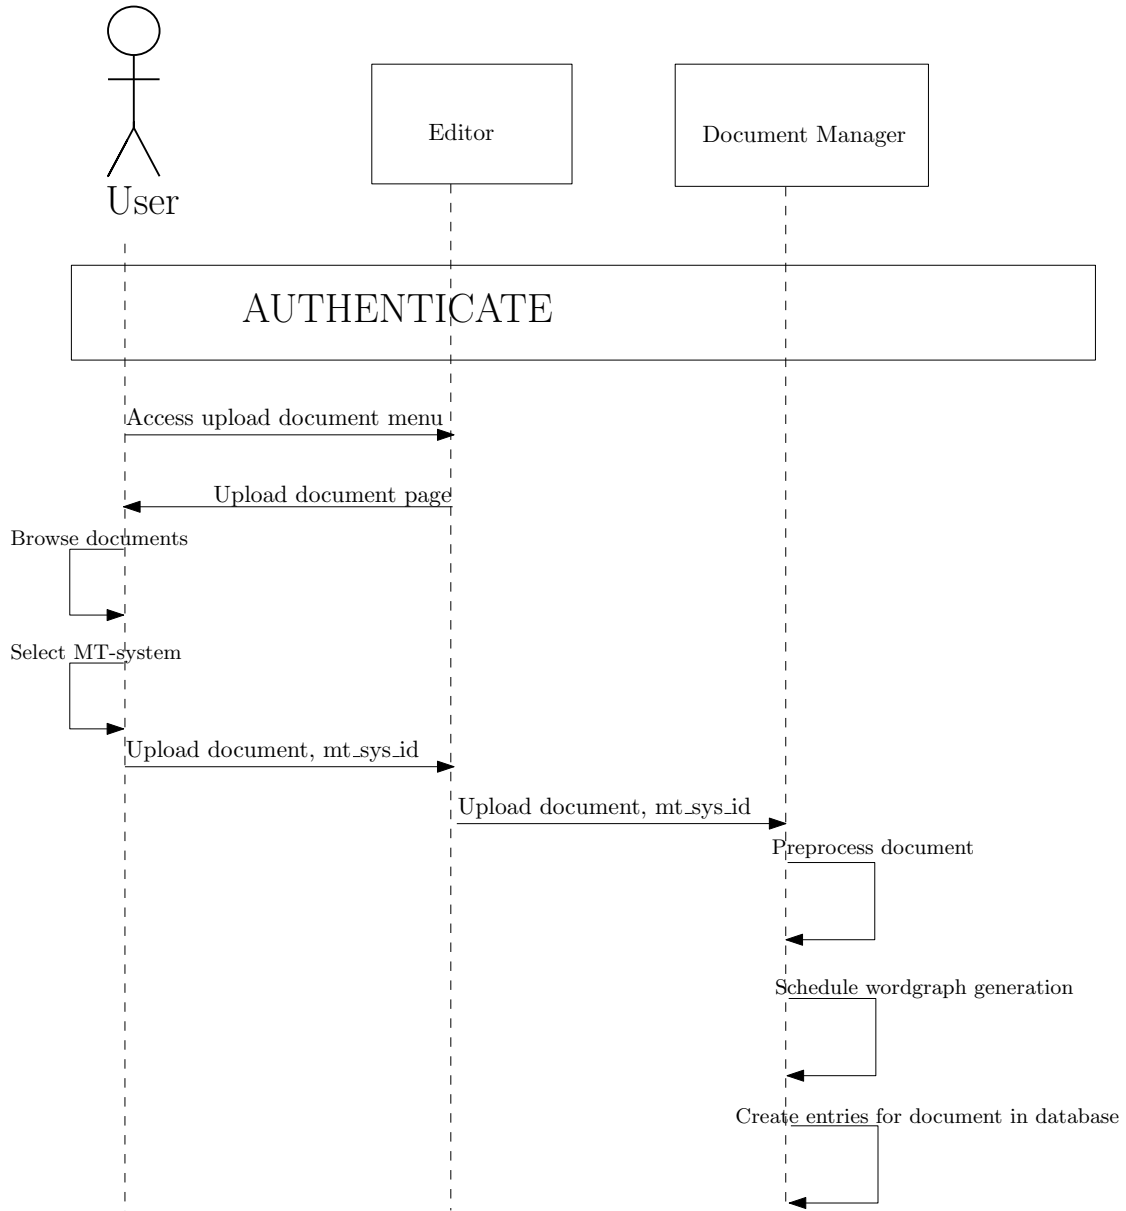 Editor
Document Manager
User
AUTHENTICATE
Access upload document menu
Upload document page
Browse documents
Select MT-system
Upload document, mt_sys_id
Upload document, mt_sys_id
Preprocess document
Schedule wordgraph generation
Create entries for document in database